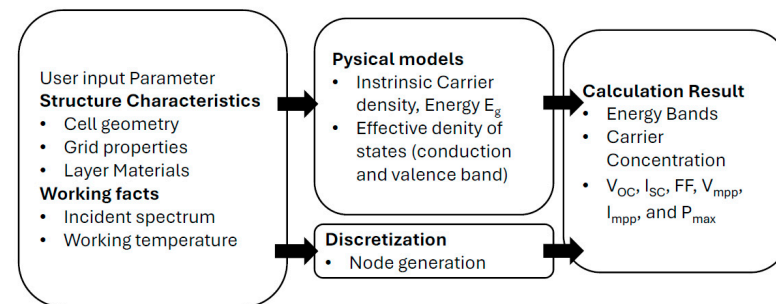 User input Parameter
Structure Characteristics
• Cell geometry
• Grid properties
• Layer Materials
Working facts
• Incident spectrum
• Working temperature
Pysical models
• Instrinsic Carrier
density, Energy Eg
• Effective denity of
states (conduction
and valence band)
Discretization
• Node generation
Calculation Result
• Energy Bands
• Carrier
Concentration
• VOC, ISC, FF, Vmpp,
Impp, and Pmax